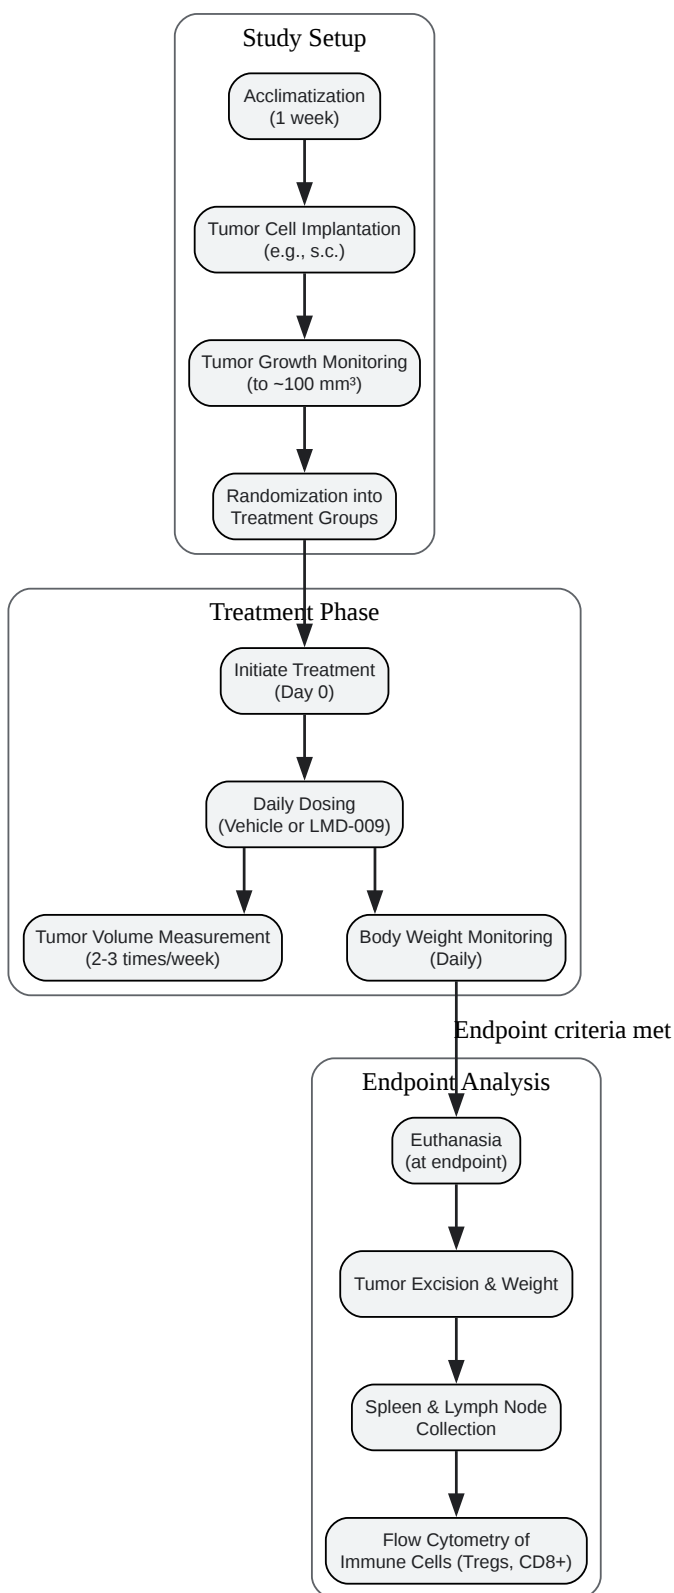 Study Setup
Acclimatization
(1 week)
Tumor Cell Implantation
(e.g., s.c.)
Tumor Growth Monitoring
(to ~100 mm³)
Randomization into
Treatment Groups
Treatment Phase
Initiate Treatment
(Day 0)
Daily Dosing
(Vehicle or LMD-009)
Tumor Volume Measurement
(2-3 times/week)
Body Weight Monitoring
(Daily)
Endpoint criteria met
Endpoint Analysis
Euthanasia
(at endpoint)
Tumor Excision & Weight
Spleen & Lymph Node
Collection
Flow Cytometry of
Immune Cells (Tregs, CD8+)